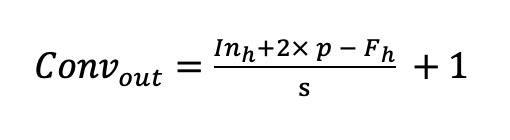 Conv_out = (In_h+2× p − F_h)/s + 1